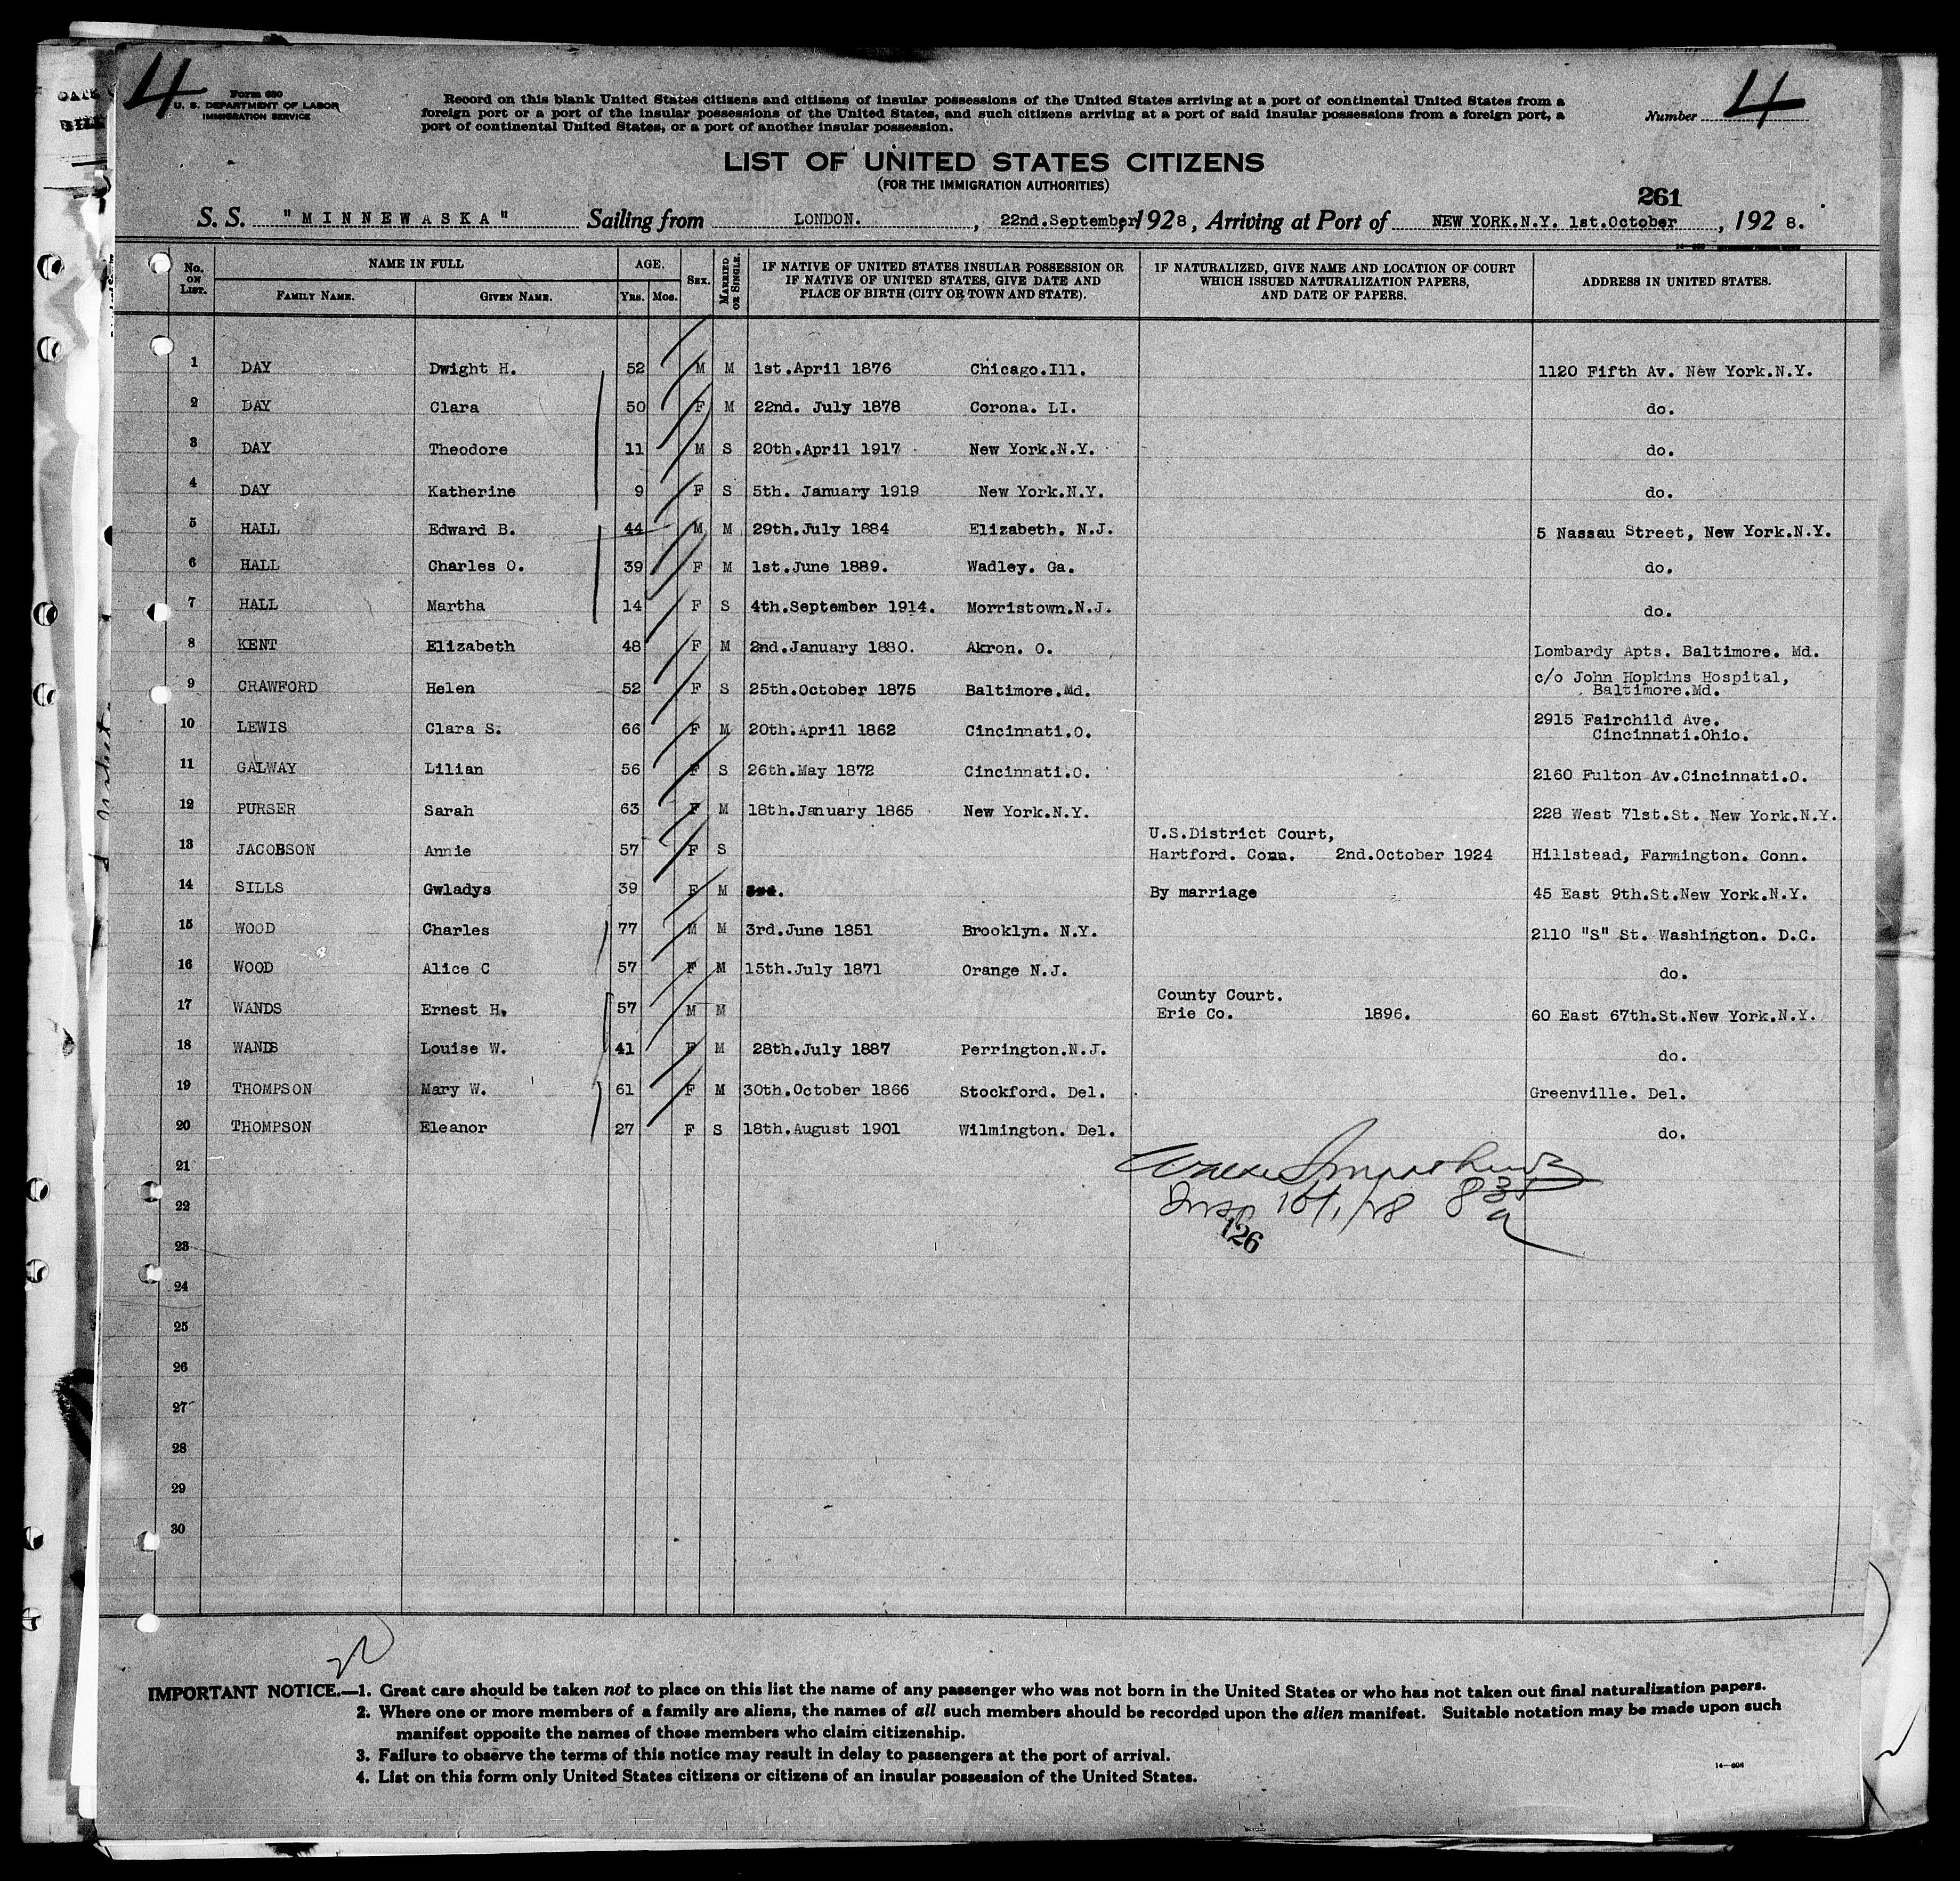 4
Form 630
U. S. DEPARTMENT OF LABOR
IMMIGRATION SERVICE
Record on this blank United States citizens and citizens of insular possessions of the United States arriving at a port of continental United States from a
foreign port or a port of the insular possessions of the United States, and such citizens arriving at a port of said insular possessions from a foreign port, a
port of continental United States, or a port of another insular possession.
Number 4
LIST OF UNITED STATES CITIZENS
(FOR THE IMMIGRATION AUTHORITIES)
261
S. S. "MINNEWASKA" Sailing from LONDON. , 22nd.September, 1928, Arriving at Port of NEW YORK.N.Y. 1st.October , 1928.
No. ON LIST. NAME IN FULL FAMILY NAME. GIVEN NAME. AGE. YRS. MOS. SEX. MARRIED OR SINGLE. IF NATIVE OF UNITED STATES INSULAR POSSESSION OR IF NATIVE OF UNITED STATES, GIVE DATE AND PLACE OF BIRTH (CITY OR TOWN AND STATE). IF NATURALIZED, GIVE NAME AND LOCATION OF COURT WHICH ISSUED NATURALIZATION PAPERS, AND DATE OF PAPERS. ADDRESS IN UNITED STATES.
1 DAY Dwight H. 52 M M 1st.April 1876 Chicago.Ill. 1120 Fifth Av. New York.N.Y.
2 DAY Clara 50 F M 22nd. July 1878 Corona. LI. do.
3 DAY Theodore 11 M S 20th.April 1917 New York.N.Y. do.
4 DAY Katherine 9 F S 5th. January 1919 New York.N.Y. do.
5 HALL Edward B. 44 M M 29th.July 1884 Elizabeth. N.J. 5 Nassau Street, New York.N.Y.
6 HALL Charles O. 39 F M 1st.June 1889. Wadley. Ga. do.
7 HALL Martha 14 F S 4th.September 1914. Morristown.N.J. do.
8 KENT Elizabeth 48 F M 2nd.January 1880. Akron. O. Lombardy Apts. Baltimore. Md.
9 CRAWFORD Helen 52 F S 25th.October 1875 Baltimore.Md. c/o John Hopkins Hospital,
Baltimore.Md.
10 LEWIS Clara S. 66 F M 20th.April 1862 Cincinnati.O. 2915 Fairchild Ave.
Cincinnati.Ohio.
11 GALWAY Lilian 56 F S 26th.May 1872 Cincinnati.O. 2160 Fulton Av.Cincinnati.O.
12 PURSER Sarah 63 F M 18th.January 1865 New York.N.Y. 228 West 71st.St. New York.N.Y.
U.S.District Court,
13 JACOBSON Annie 57 F S Hartford. Conn. 2nd.October 1924 Hillstead, Farmington. Conn.
14 SILLS Gwladys 39 F M By marriage 45 East 9th.St.New York.N.Y.
15 WOOD Charles 77 M M 3rd.June 1851 Brooklyn. N.Y. 2110 "S" St. Washington. D.C.
16 WOOD Alice C 57 F M 15th.July 1871 Orange N.J. do.
County Court.
17 WANDS Ernest H. 57 M M Erie Co. 1896. 60 East 67th.St.New York.N.Y.
18 WANDS Louise W. 41 F M 28th.July 1887 Perrington.N.J. do.
19 THOMPSON Mary W. 61 F M 30th.October 1866 Stockford. Del. Greenville. Del.
20 THOMPSON Eleanor 27 F S 18th.August 1901 Wilmington. Del. do.
21
22 Insp 10/1/28
126
23
24
25
26
27
28
29
30
IMPORTANT NOTICE.—1. Great care should be taken not to place on this list the name of any passenger who was not born in the United States or who has not taken out final naturalization papers.
2. Where one or more members of a family are aliens, the names of all such members should be recorded upon the alien manifest. Suitable notation may be made upon such
manifest opposite the names of those members who claim citizenship.
3. Failure to observe the terms of this notice may result in delay to passengers at the port of arrival.
4. List on this form only United States citizens or citizens of an insular possession of the United States.